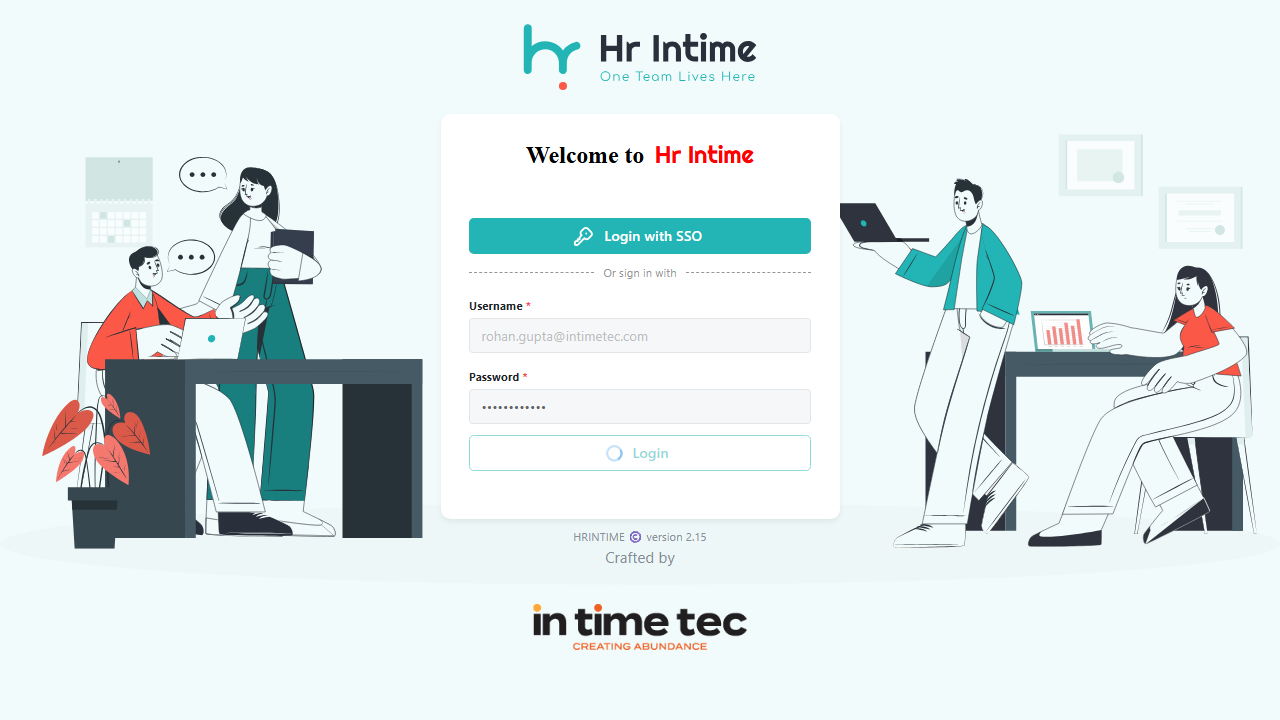 Hr Intime
One Team Lives Here
Welcome to Hr Intime
Login with SSO
Or sign in with
Username *
rohan.gupta@intimetec.com
Password *
••••••••••••
Login
HRINTIME © version 2.15
Crafted by
in time tec
CREATING ABUNDANCE